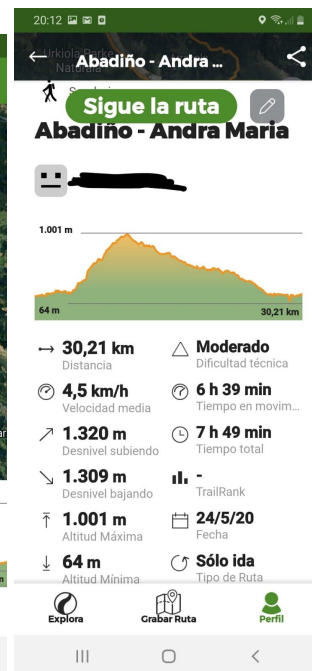 20:12
Urkiola Parke
Naturala
Abadiño - Andra ...
Sigue la ruta
Abadiño - Andra Maria
1.001 m
64 m
30,21 km
30,21 km
Distancia
Moderado
Dificultad técnica
4,5 km/h
Velocidad media
6 h 39 min
Tiempo en movim...
1.320 m
Desnivel subiendo
7 h 49 min
Tiempo total
1.309 m
Desnivel bajando
-
TrailRank
1.001 m
Altitud Máxima
24/5/20
Fecha
64 m
Altitud Mínima
Sólo ida
Tipo de Ruta
Explora
Grabar Ruta
Perfil